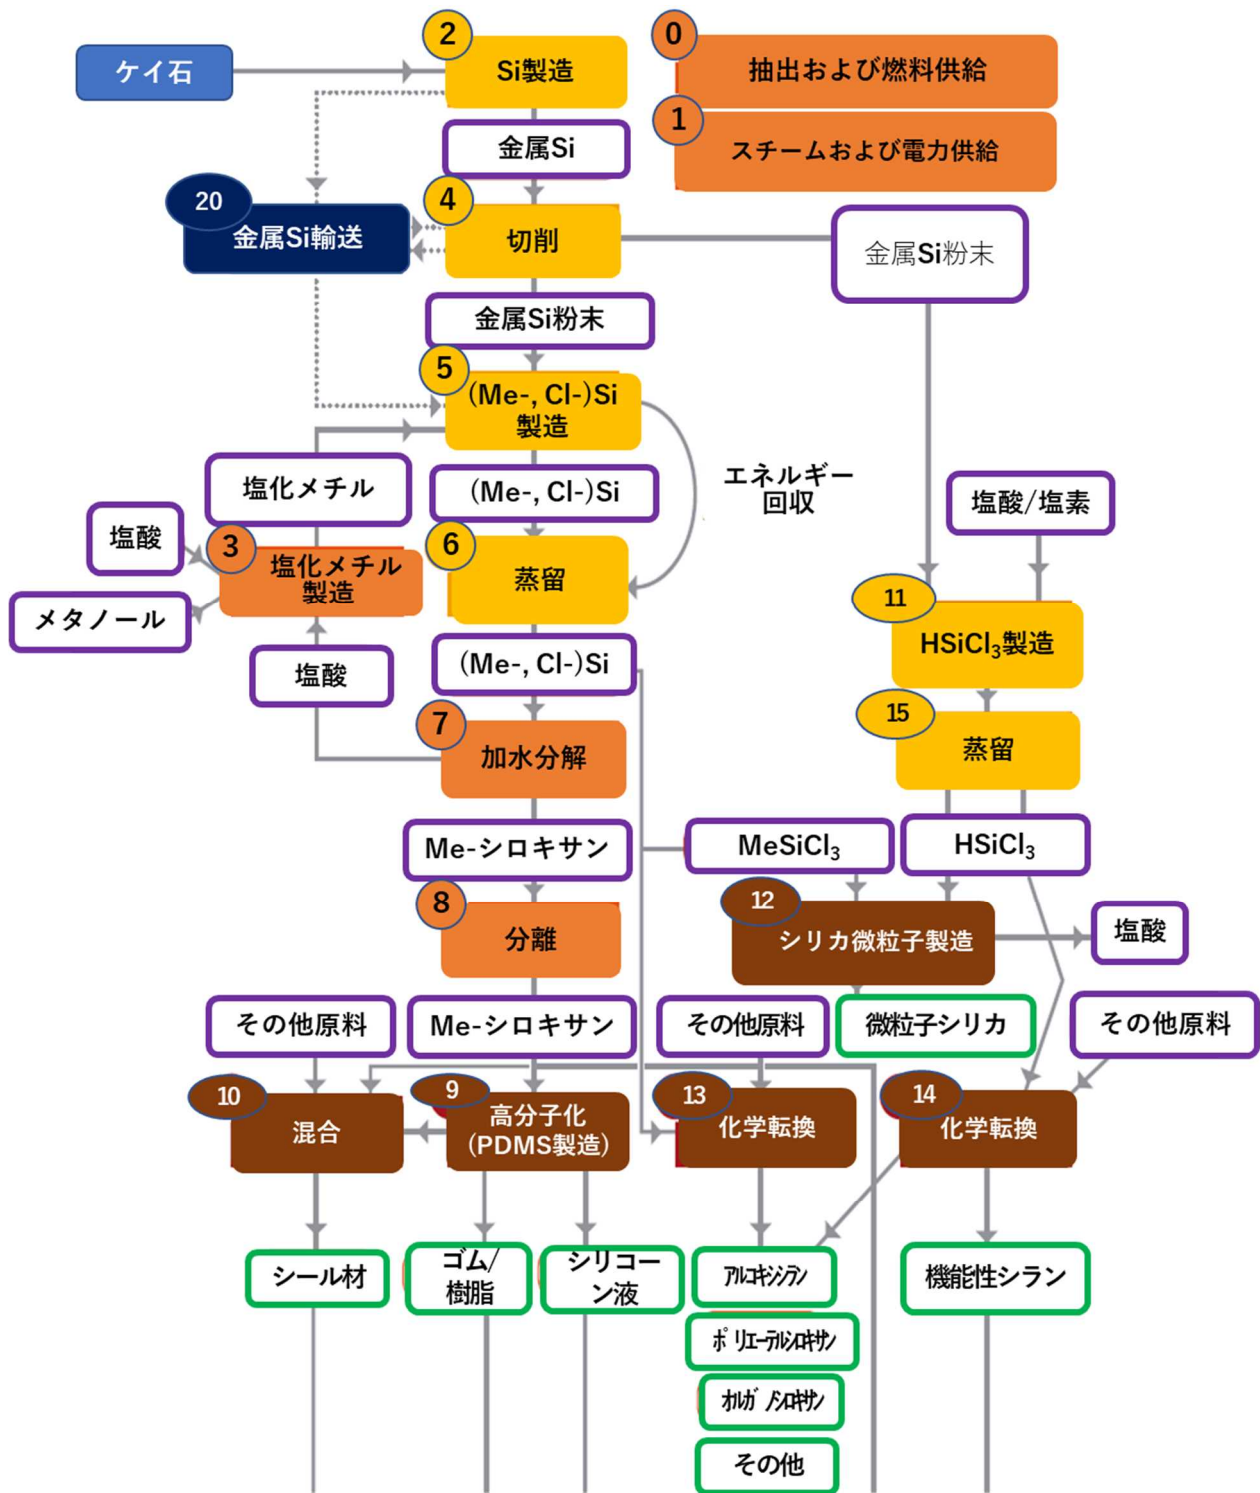 2
0
ケイ石
Si製造
抽出および燃料供給
1
金属Si
スチームおよび電力供給
20
4
金属Si輸送
切削
金属Si粉末
金属Si粉末
5
(Me-, Cl-)Si
製造
塩化メチル
(Me-, Cl-)Si
エネルギー
回収
塩酸/塩素
塩酸
3
6
塩化メチル
製造
蒸留
メタノール
11
HSiCl₃製造
塩酸
(Me-, Cl-)Si
7
15
加水分解
蒸留
Me-シロキサン
MeSiCl₃
HSiCl₃
8
12
分離
シリカ微粒子製造
塩酸
その他原料
Me-シロキサン
その他原料
微粒子シリカ
その他原料
10
9
13
14
混合
高分子化
(PDMS製造)
化学転換
化学転換
シール材
ゴム/
樹脂
シリコー
ン液
アルコキシシラン
機能性シラン
ポリエーテルシロキサン
オルガノシロキサン
その他